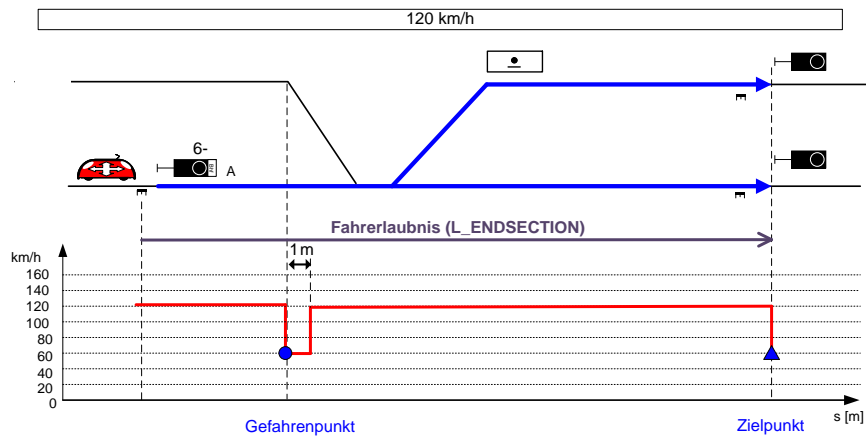 120 km/h
6-
A
Fahrerlaubnis (L_ENDSECTION)
1 m
km/h
160
140
120
100
80
60
40
20
0
s [m]
Gefahrenpunkt
Zielpunkt